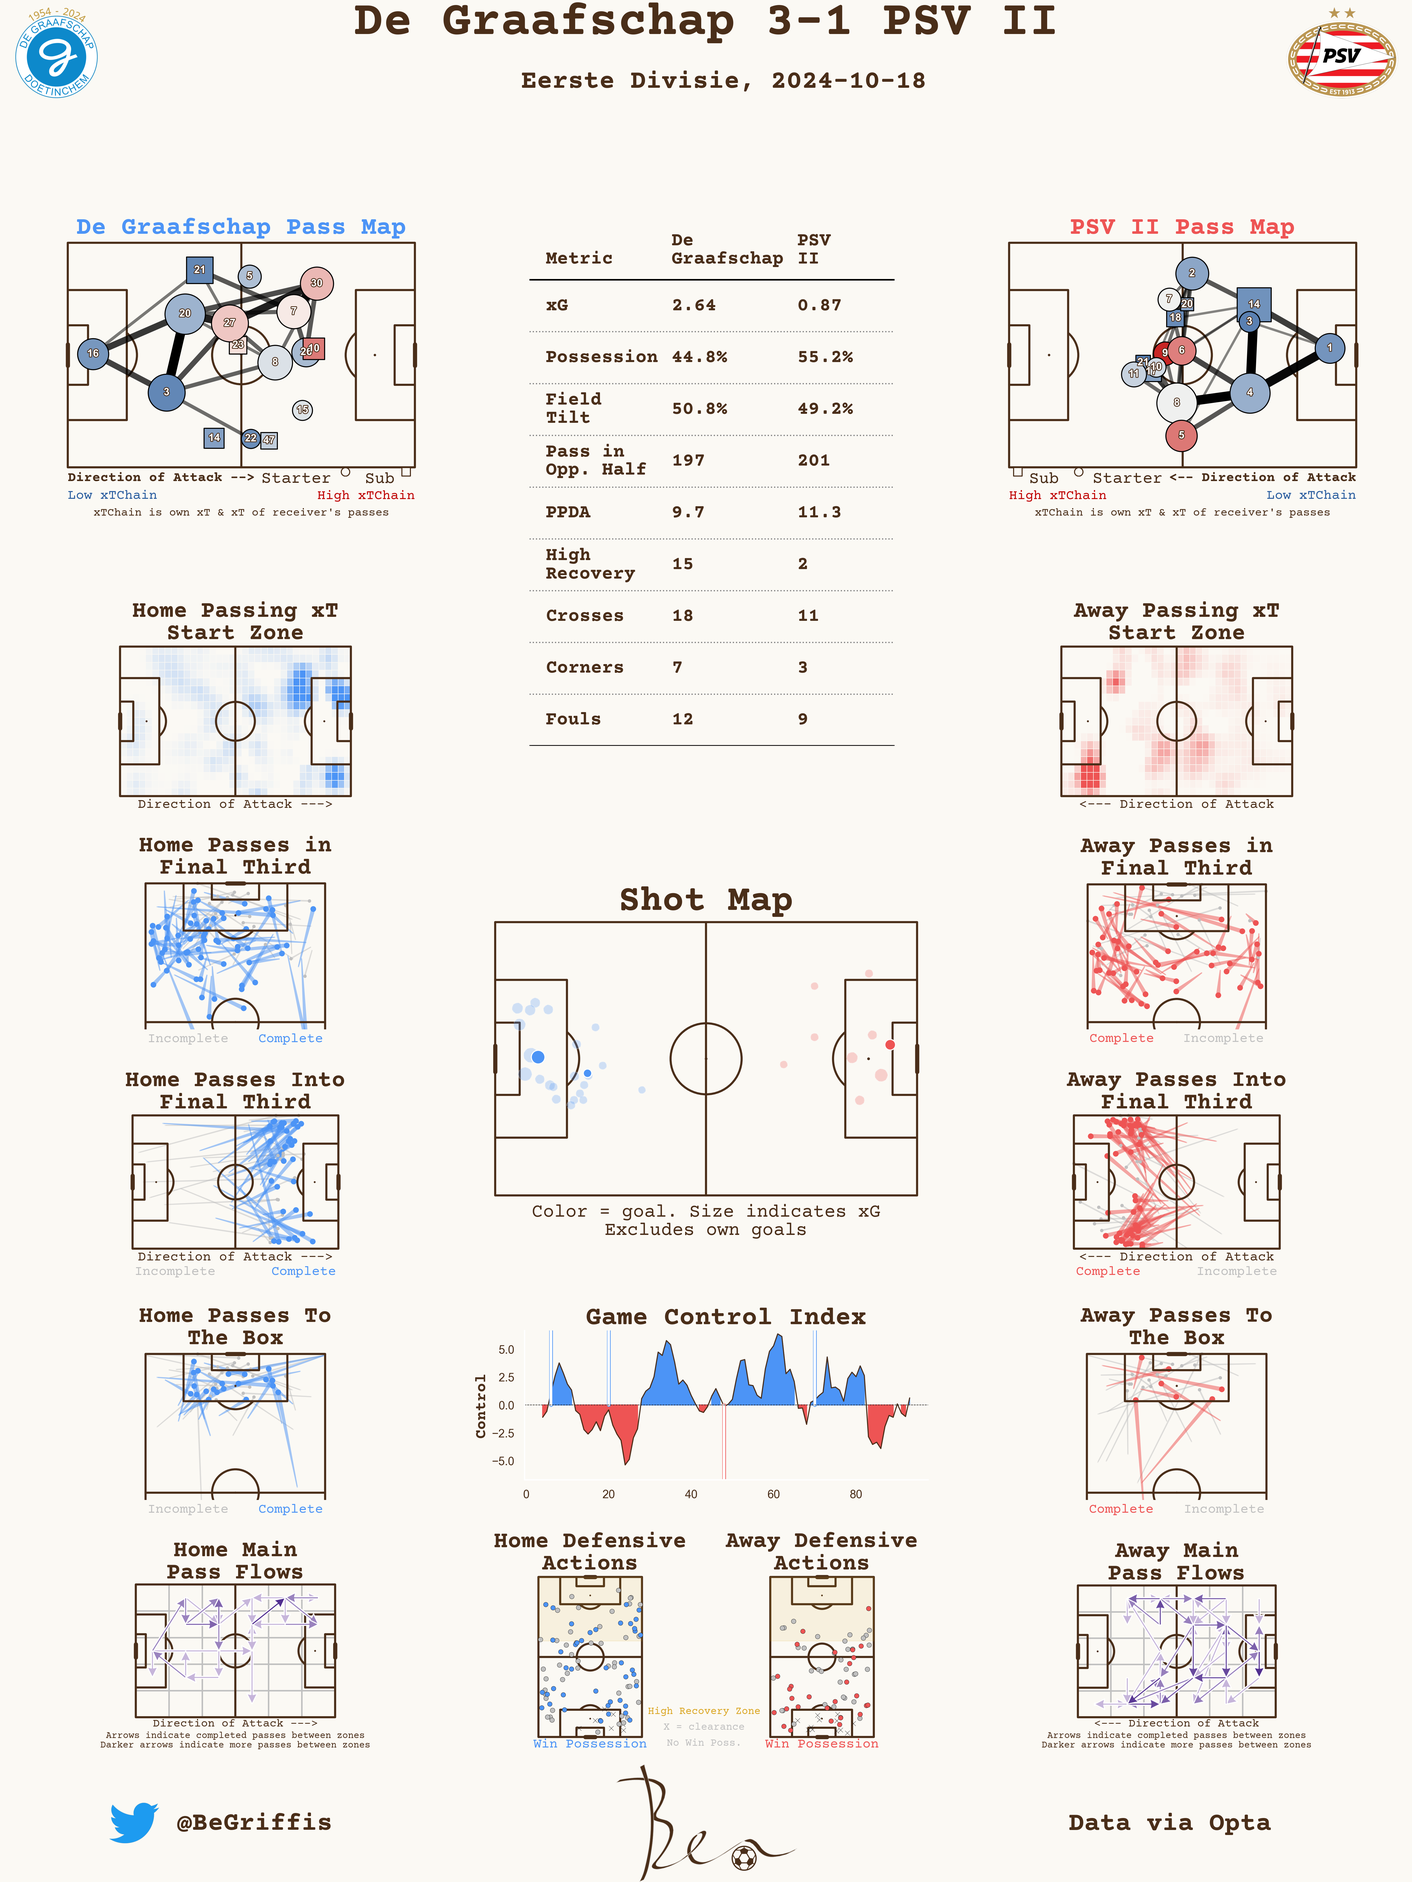 De Graafschap 3-1 PSV II
Eerste Divisie, 2024-10-18
1954 - 2024
DE GRAAFSCHAP
DOETINCHEM
PSV
EST 1913
De Graafschap Pass Map
21
5
30
20
27
7
23
16
8
10
3
15
14
22
47
Direction of Attack --> Starter Sub
Low xTChain High xTChain
xTChain is own xT & xT of receiver's passes
Metric De Graafschap PSV II
xG 2.64 0.87
Possession 44.8% 55.2%
Field Tilt 50.8% 49.2%
Pass in Opp. Half 197 201
PPDA 9.7 11.3
High Recovery 15 2
Crosses 18 11
Corners 7 3
Fouls 12 9
PSV II Pass Map
2
7
20
14
18
3
9
6
1
21
11
10
8
4
5
Sub Starter <-- Direction of Attack
High xTChain Low xTChain
xTChain is own xT & xT of receiver's passes
Home Passing xT
Start Zone
Direction of Attack --->
Away Passing xT
Start Zone
<--- Direction of Attack
Home Passes in
Final Third
Incomplete Complete
Away Passes in
Final Third
Complete Incomplete
Shot Map
Color = goal. Size indicates xG
Excludes own goals
Home Passes Into
Final Third
Direction of Attack --->
Incomplete Complete
Away Passes Into
Final Third
<--- Direction of Attack
Complete Incomplete
Home Passes To
The Box
Incomplete Complete
Game Control Index
Control
5.0
2.5
0.0
−2.5
−5.0
0 20 40 60 80
Away Passes To
The Box
Complete Incomplete
Home Main
Pass Flows
Direction of Attack --->
Arrows indicate completed passes between zones
Darker arrows indicate more passes between zones
Home Defensive
Actions
Win Possession
High Recovery Zone
X = clearance
No Win Poss.
Away Defensive
Actions
Win Possession
Away Main
Pass Flows
<--- Direction of Attack
Arrows indicate completed passes between zones
Darker arrows indicate more passes between zones
@BeGriffis
Ben
Data via Opta